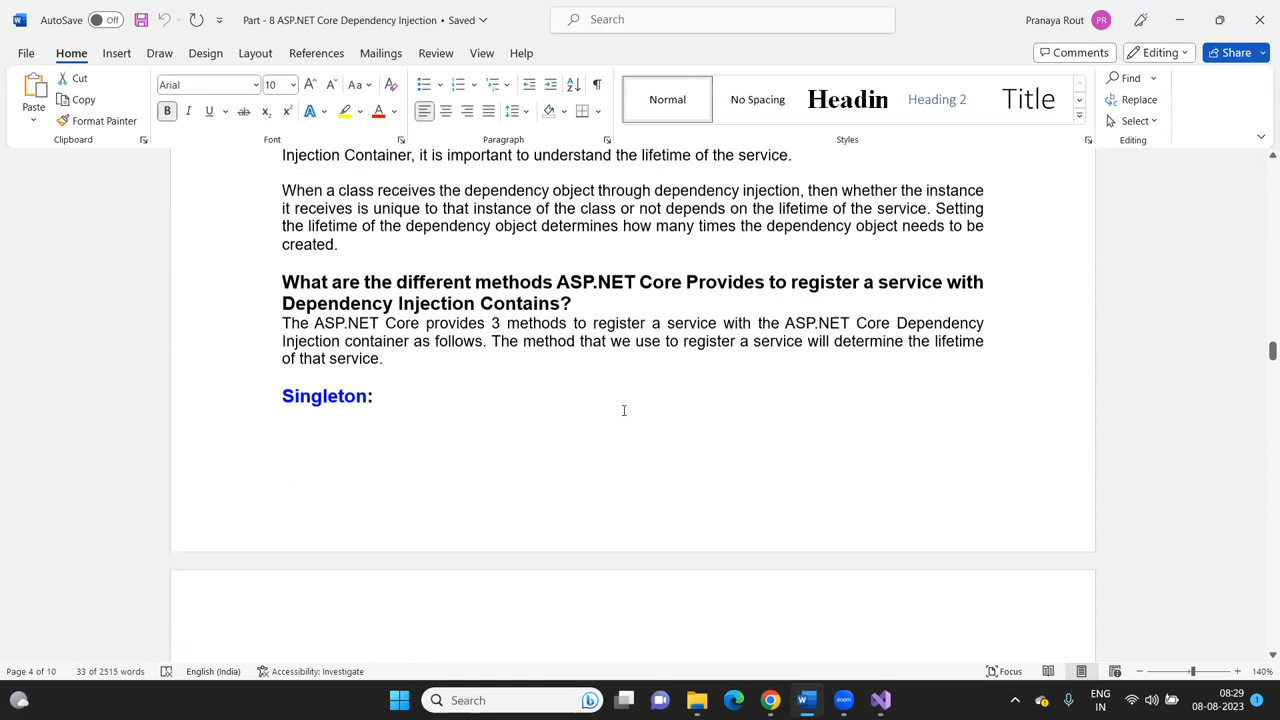 AutoSave Off Part - 8 ASP.NET Core Dependency Injection • Saved Search Pranaya Rout PR
File Home Insert Draw Design Layout References Mailings Review View Help Comments Editing Share
Paste Cut Copy Format Painter
Arial 10
Normal No Spacing Headin Heading 2 Title
Find Replace Select
Clipboard Font Paragraph Styles Editing
Injection Container, it is important to understand the lifetime of the service.
When a class receives the dependency object through dependency injection, then whether the instance
it receives is unique to that instance of the class or not depends on the lifetime of the service. Setting
the lifetime of the dependency object determines how many times the dependency object needs to be
created.
What are the different methods ASP.NET Core Provides to register a service with
Dependency Injection Contains?
The ASP.NET Core provides 3 methods to register a service with the ASP.NET Core Dependency
Injection container as follows. The method that we use to register a service will determine the lifetime
of that service.
Singleton:
Page 4 of 10 33 of 2515 words English (India) Accessibility: Investigate Focus 140%
Search ENG IN 08:29 08-08-2023